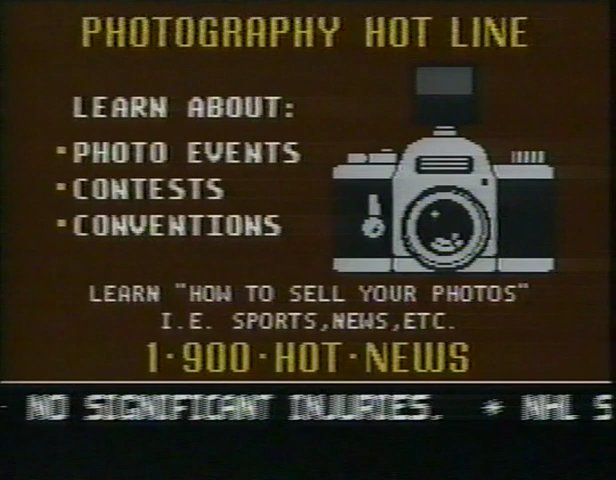 PHOTOGRAPHY HOT LINE
LEARN ABOUT:
·PHOTO EVENTS
·CONTESTS
·CONVENTIONS
LEARN "HOW TO SELL YOUR PHOTOS"
I.E. SPORTS,NEWS,ETC.
1·900·HOT·NEWS
· NO SIGNIFICANT INJURIES. * NHL S